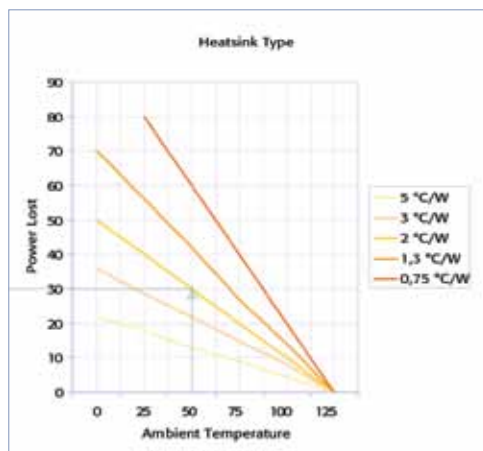 Heatsink Type
90
80
70
60
50
40
30
20
10
0
Power Lost
0 25 50 75 100 125
Ambient Temperature
5 °C/W
3 °C/W
2 °C/W
1,3 °C/W
0,75 °C/W